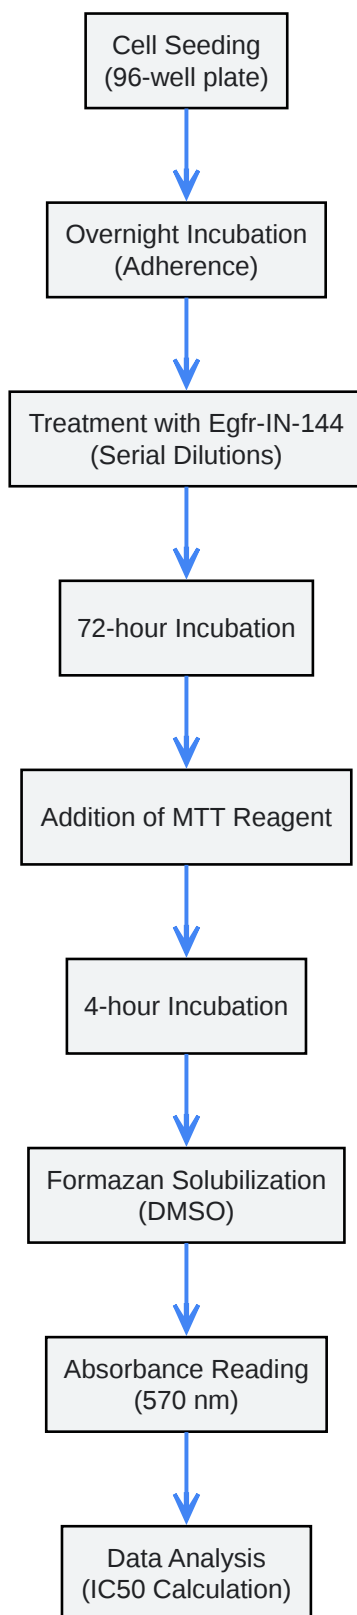 Cell Seeding
(96-well plate)
Overnight Incubation
(Adherence)
Treatment with Egfr-IN-144
(Serial Dilutions)
72-hour Incubation
Addition of MTT Reagent
4-hour Incubation
Formazan Solubilization
(DMSO)
Absorbance Reading
(570 nm)
Data Analysis
(IC50 Calculation)